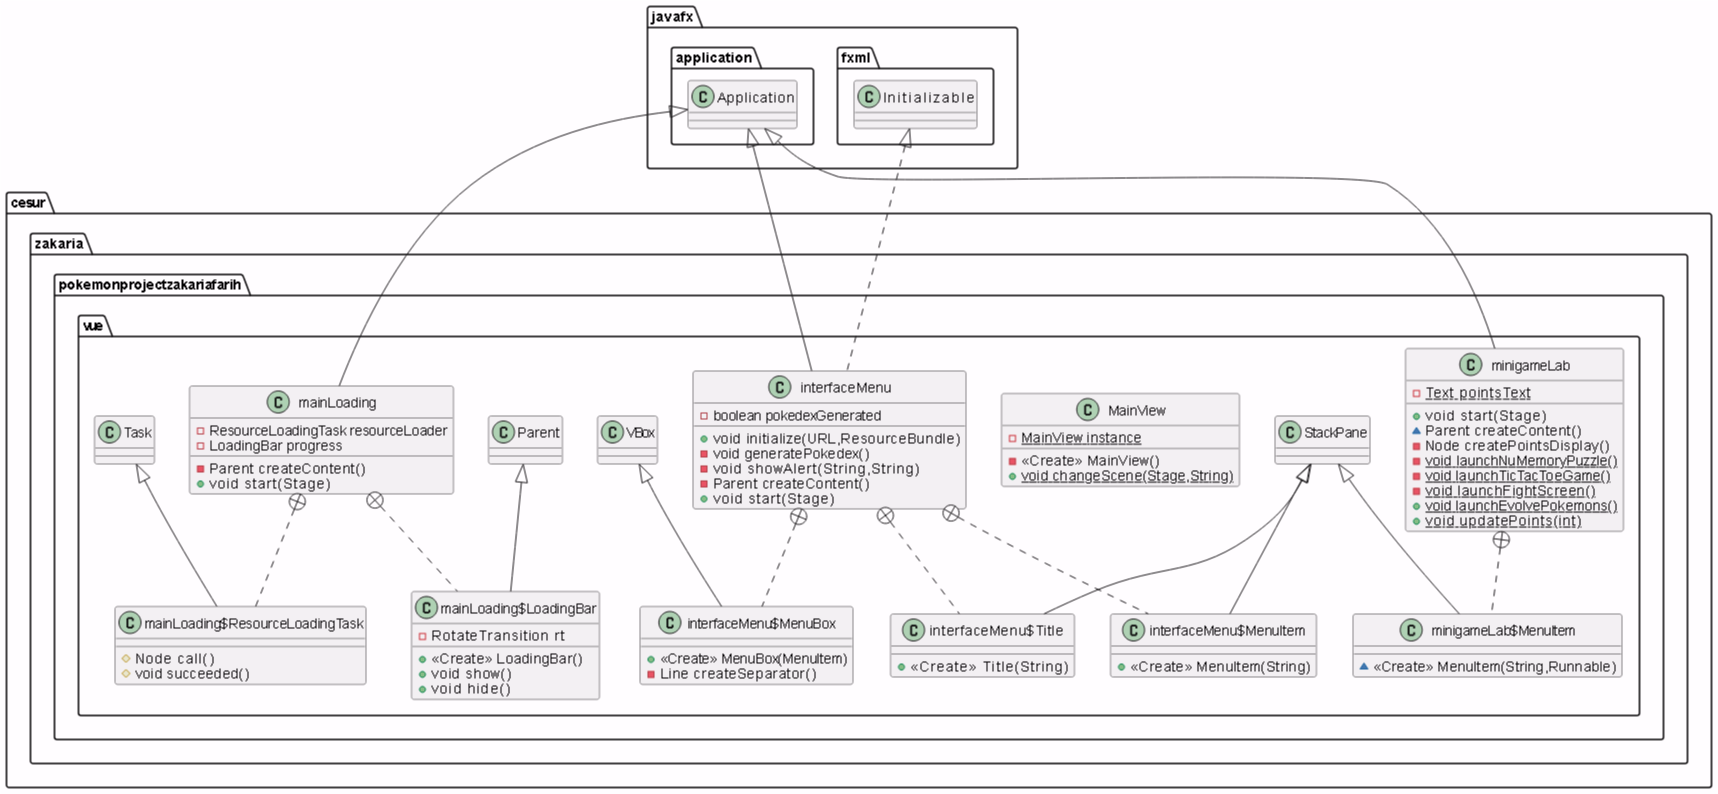 javafx
application
fxml
C Application
C Initializable
cesur
zakaria
pokemonprojectzakariafarih
vue
C Task
C mainLoading
ResourceLoadingTask resourceLoader
LoadingBar progress
Parent createContent()
void start(Stage)
C Parent
C VBox
C interfaceMenu
boolean pokedexGenerated
void initialize(URL,ResourceBundle)
void generatePokedex()
void showAlert(String,String)
Parent createContent()
void start(Stage)
C MainView
MainView instance
«Create» MainView()
void changeScene(Stage,String)
C StackPane
C minigameLab
Text pointsText
void start(Stage)
Parent createContent()
Node createPointsDisplay()
void launchNuMemoryPuzzle()
void launchTicTacToeGame()
void launchFightScreen()
void launchEvolvePokemons()
void updatePoints(int)
C mainLoading$ResourceLoadingTask
Node call()
void succeeded()
C mainLoading$LoadingBar
RotateTransition rt
«Create» LoadingBar()
void show()
void hide()
C interfaceMenu$MenuBox
«Create» MenuBox(MenuItem)
Line createSeparator()
C interfaceMenu$Title
«Create» Title(String)
C interfaceMenu$MenuItem
«Create» MenuItem(String)
C minigameLab$MenuItem
«Create» MenuItem(String,Runnable)